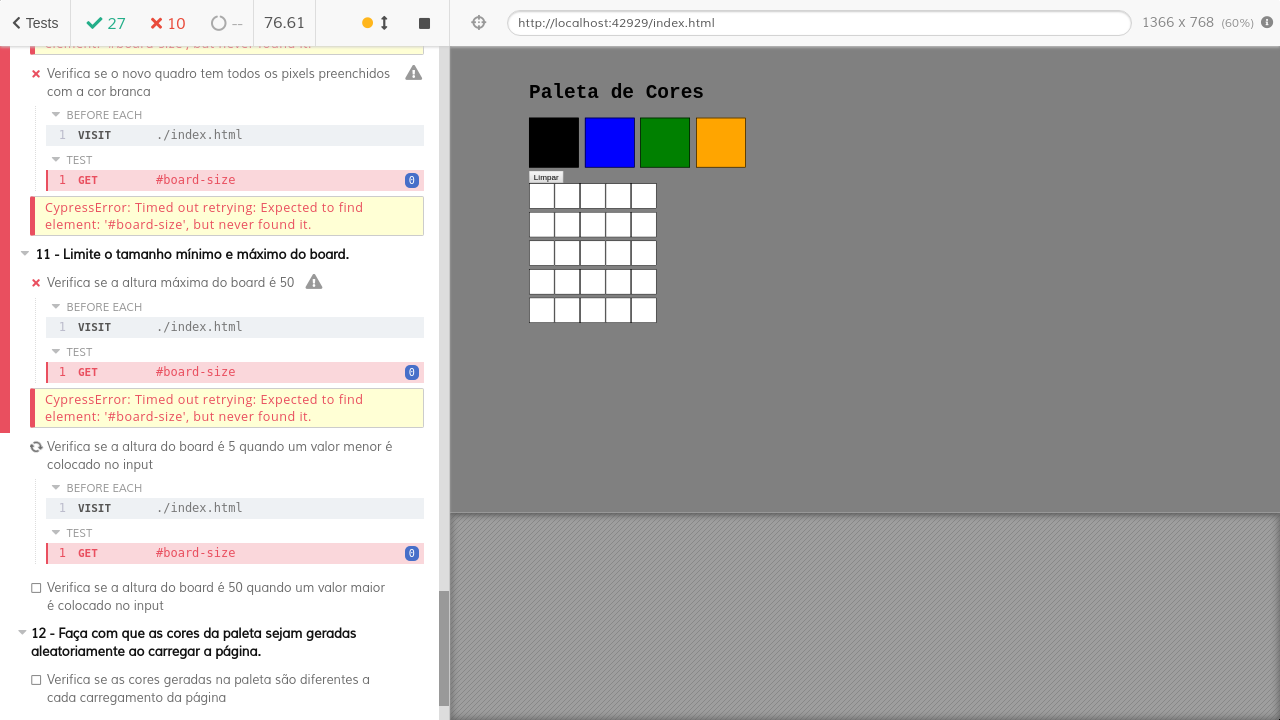 Tests
27
10
--
76.61
http://localhost:42929/index.html
1366 x 768 (60%)
element: '#board-size', but never found it.
Verifica se o novo quadro tem todos os pixels preenchidos
com a cor branca
BEFORE EACH
1 VISIT ./index.html
TEST
1 GET #board-size 0
CypressError: Timed out retrying: Expected to find
element: '#board-size', but never found it.
11 - Limite o tamanho mínimo e máximo do board.
Verifica se a altura máxima do board é 50
BEFORE EACH
1 VISIT ./index.html
TEST
1 GET #board-size 0
CypressError: Timed out retrying: Expected to find
element: '#board-size', but never found it.
Verifica se a altura do board é 5 quando um valor menor é
colocado no input
BEFORE EACH
1 VISIT ./index.html
TEST
1 GET #board-size 0
Verifica se a altura do board é 50 quando um valor maior
é colocado no input
12 - Faça com que as cores da paleta sejam geradas
aleatoriamente ao carregar a página.
Verifica se as cores geradas na paleta são diferentes a
cada carregamento da página
Paleta de Cores
Limpar